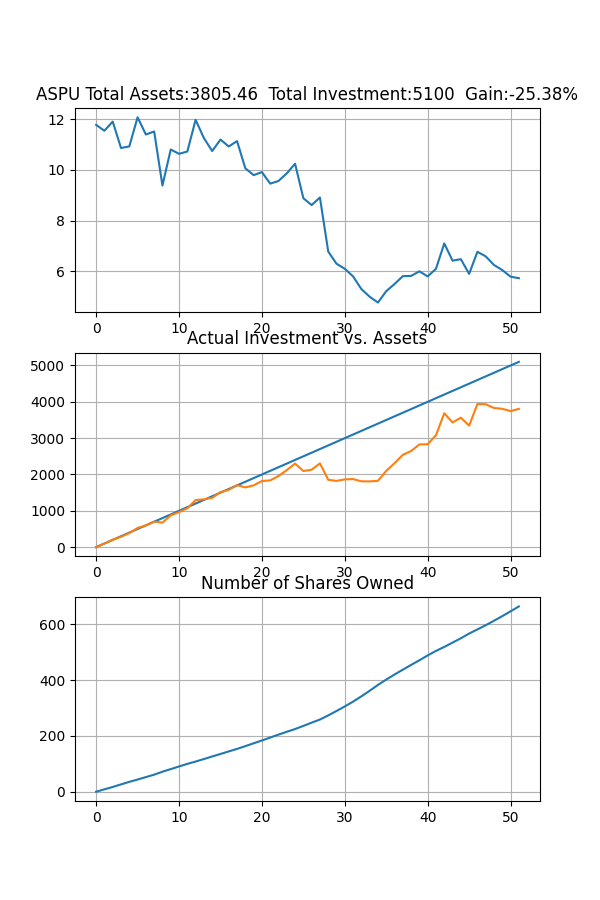 ASPU Total Assets:3805.46  Total Investment:5100  Gain:-25.38%
12
10
8
6
0 10 20 30 40 50
Actual Investment vs. Assets
5000
4000
3000
2000
1000
0
0 10 20 30 40 50
Number of Shares Owned
600
400
200
0
0 10 20 30 40 50